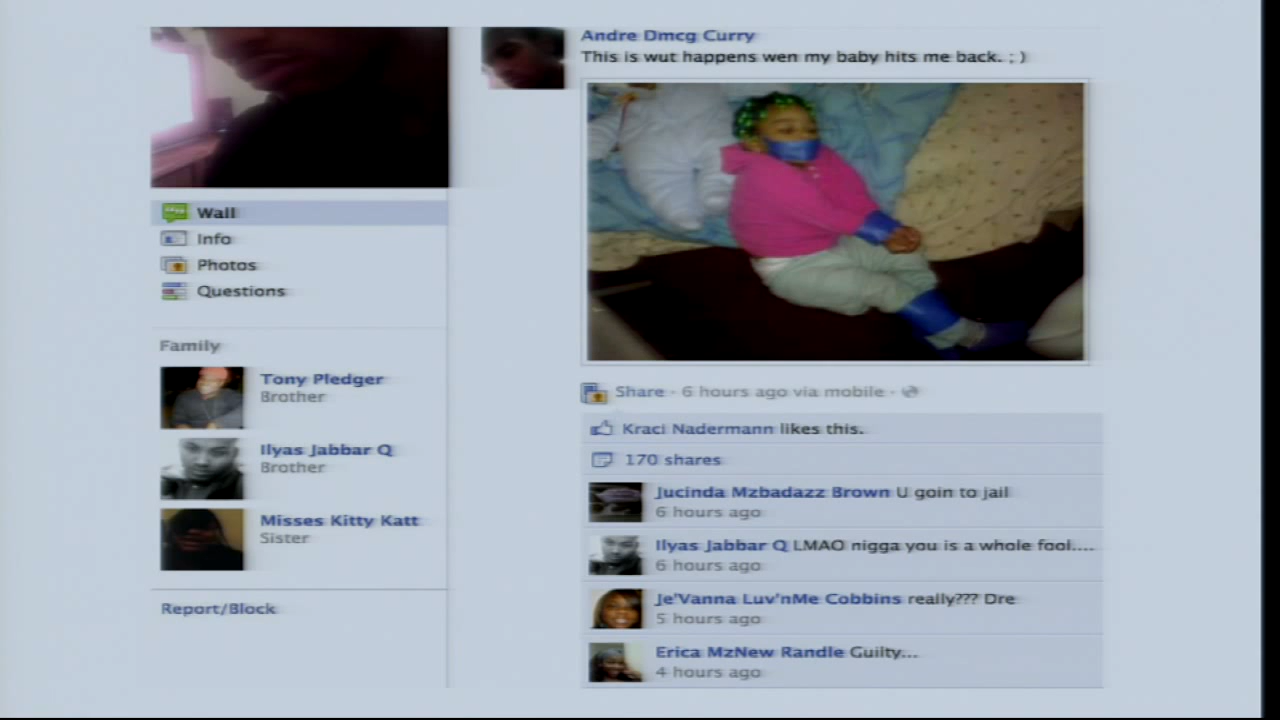 Andre Dmcg Curry
This is wut happens wen my baby hits me back. ; )
Wall
Info
Photos
Questions
Family
Tony Pledger
Brother
Ilyas Jabbar Q
Brother
Misses Kitty Katt
Sister
Report/Block
Share · 6 hours ago via mobile ·
Kraci Nadermann likes this.
170 shares
Jucinda Mzbadazz Brown U goin to jail
6 hours ago
Ilyas Jabbar Q LMAO nigga you is a whole fool....
6 hours ago
Je'Vanna Luv'nMe Cobbins really??? Dre
5 hours ago
Erica MzNew Randle Guilty...
4 hours ago